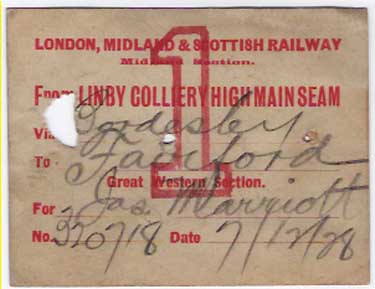 LONDON, MIDLAND & SCOTTISH RAILWAY
Midland Section.
1
From LINBY COLLIERY HIGH MAIN SEAM
Via Bordesley
To Fairford
Great Western Section.
For Jas. Marriott
No. 320718 Date 7/12/28